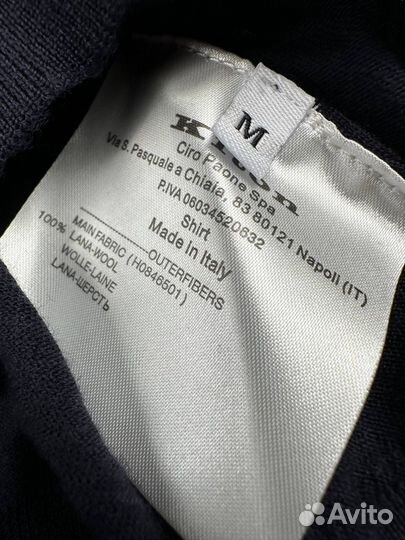 M
Kiton
Ciro Paone Spa
Via S. Pasquale a Chiaia, 83 80121 Napoli (IT)
P.IVA 06034520632
Shirt
Made in Italy
OUTERFIBERS
MAIN FABRIC (H0846501)
100% LANA-WOOL
WOLLE-LAINE
LANA-ШЕРСТЬ
Avito